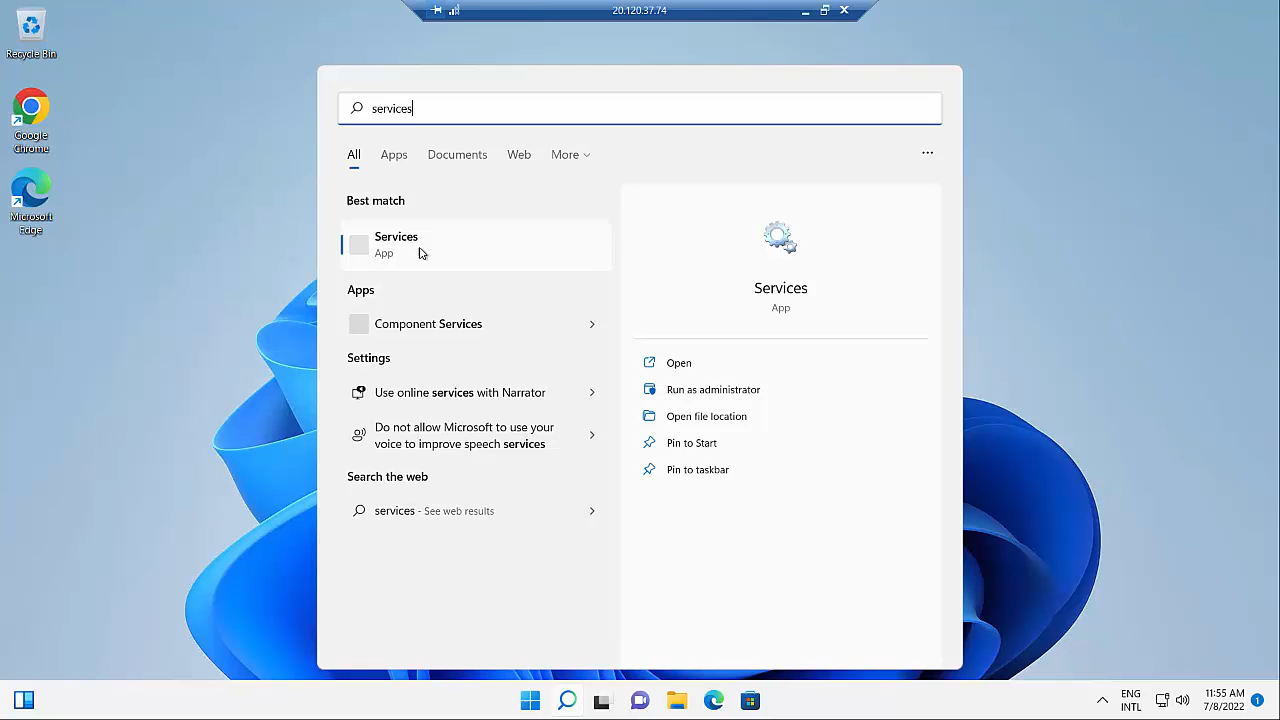 20.120.37.74
Recycle Bin
Google
Chrome
Microsoft
Edge
services
All Apps Documents Web More
Best match
Services
App
Apps
Component Services
Settings
Use online services with Narrator
Do not allow Microsoft to use your
voice to improve speech services
Search the web
services - See web results
Services
App
Open
Run as administrator
Open file location
Pin to Start
Pin to taskbar
ENG
INTL
11:55 AM
7/8/2022
1